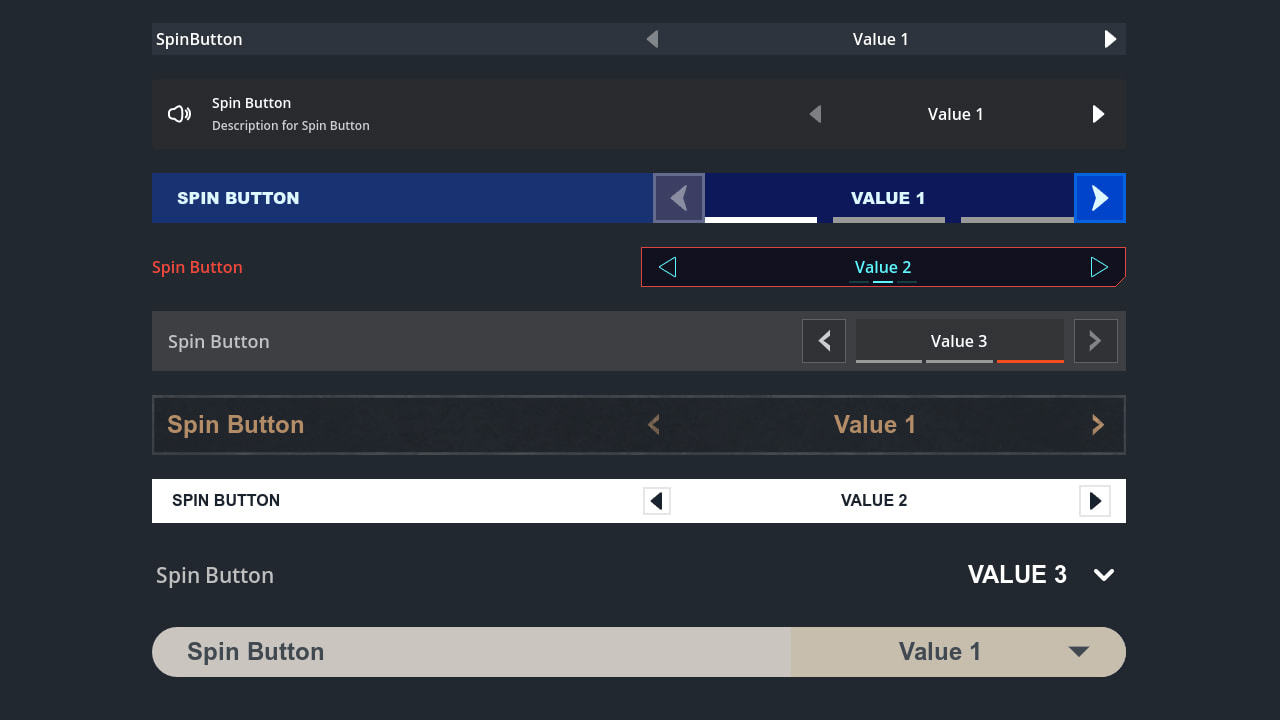 SpinButton
Value 1
Spin Button
Description for Spin Button
Value 1
SPIN BUTTON
VALUE 1
Spin Button
Value 2
Spin Button
Value 3
Spin Button
Value 1
SPIN BUTTON
VALUE 2
Spin Button
VALUE 3
Spin Button
Value 1